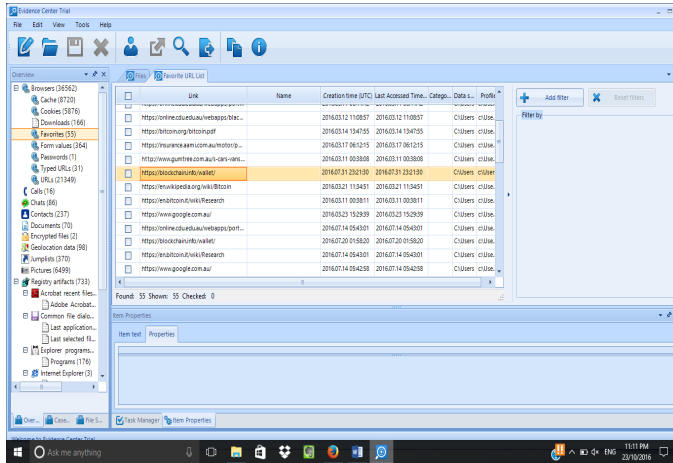 Evidence Center Trial
File Edit View Tools Help
Overview
Files Favorite URL List
Browsers (36562)
Cache (8720)
Cookies (5876)
Downloads (166)
Favorites (55)
Form values (364)
Passwords (1)
Typed URLs (31)
URLs (21349)
Calls (16)
Chats (86)
Contacts (237)
Documents (70)
Encrypted files (2)
Geolocation data (98)
Jumplists (370)
Pictures (6499)
Registry artifacts (733)
Acrobat recent files...
Adobe Acrobat...
Common file dialo...
Last application...
Last selected fil...
Explorer programs...
Programs (176)
Internet Explorer (3)
Over... Case... File S...
Link Name Creation time (UTC) Last Accessed Time... Catego... Data s... Profile
https://online.cdu.edu.au/webapps/blac... 2016.03.12 11:08:57 2016.03.12 11:08:57 C:\Users c:\Use
https://bitcoin.org/bitcoin.pdf 2016.03.14 13:47:55 2016.03.14 13:47:55 C:\Users c:\Use
https://insurance.aami.com.au/motor/p... 2016.03.17 06:12:15 2016.03.17 06:12:15 C:\Users c:\Use
http://www.gumtree.com.au/s-cars-vans... 2016.03.11 00:38:08 2016.03.11 00:38:08 C:\Users c:\Use
https://blockchain.info/wallet/ 2016.07.31 23:21:30 2016.07.31 23:21:30 C:\Users c:\User
https://en.wikipedia.org/wiki/Bitcoin 2016.03.21 11:34:51 2016.03.21 11:34:51 C:\Users c:\Use
https://en.bitcoin.it/wiki/Research 2016.03.11 00:38:11 2016.03.11 00:38:11 C:\Users c:\Use
https://www.google.com.au/ 2016.03.23 15:29:39 2016.03.23 15:29:39 C:\Users c:\Use
https://online.cdu.edu.au/webapps/port... 2016.07.14 05:43:01 2016.07.14 05:43:01 C:\Users c:\Use
https://blockchain.info/wallet/ 2016.07.20 01:58:20 2016.07.20 01:58:20 C:\Users c:\Use
https://en.bitcoin.it/wiki/Research 2016.07.14 05:43:01 2016.07.14 05:43:01 C:\Users c:\Use
https://www.google.com.au/ 2016.07.14 05:42:58 2016.07.14 05:42:58 C:\Users c:\Use
Found: 55 Shown: 55 Checked: 0
Add filter Reset filters
Filter by
Item Properties
Item text Properties
Task Manager Item Properties
Welcome to Evidence Center Trial
Ask me anything
ENG 11:11 PM
23/10/2016